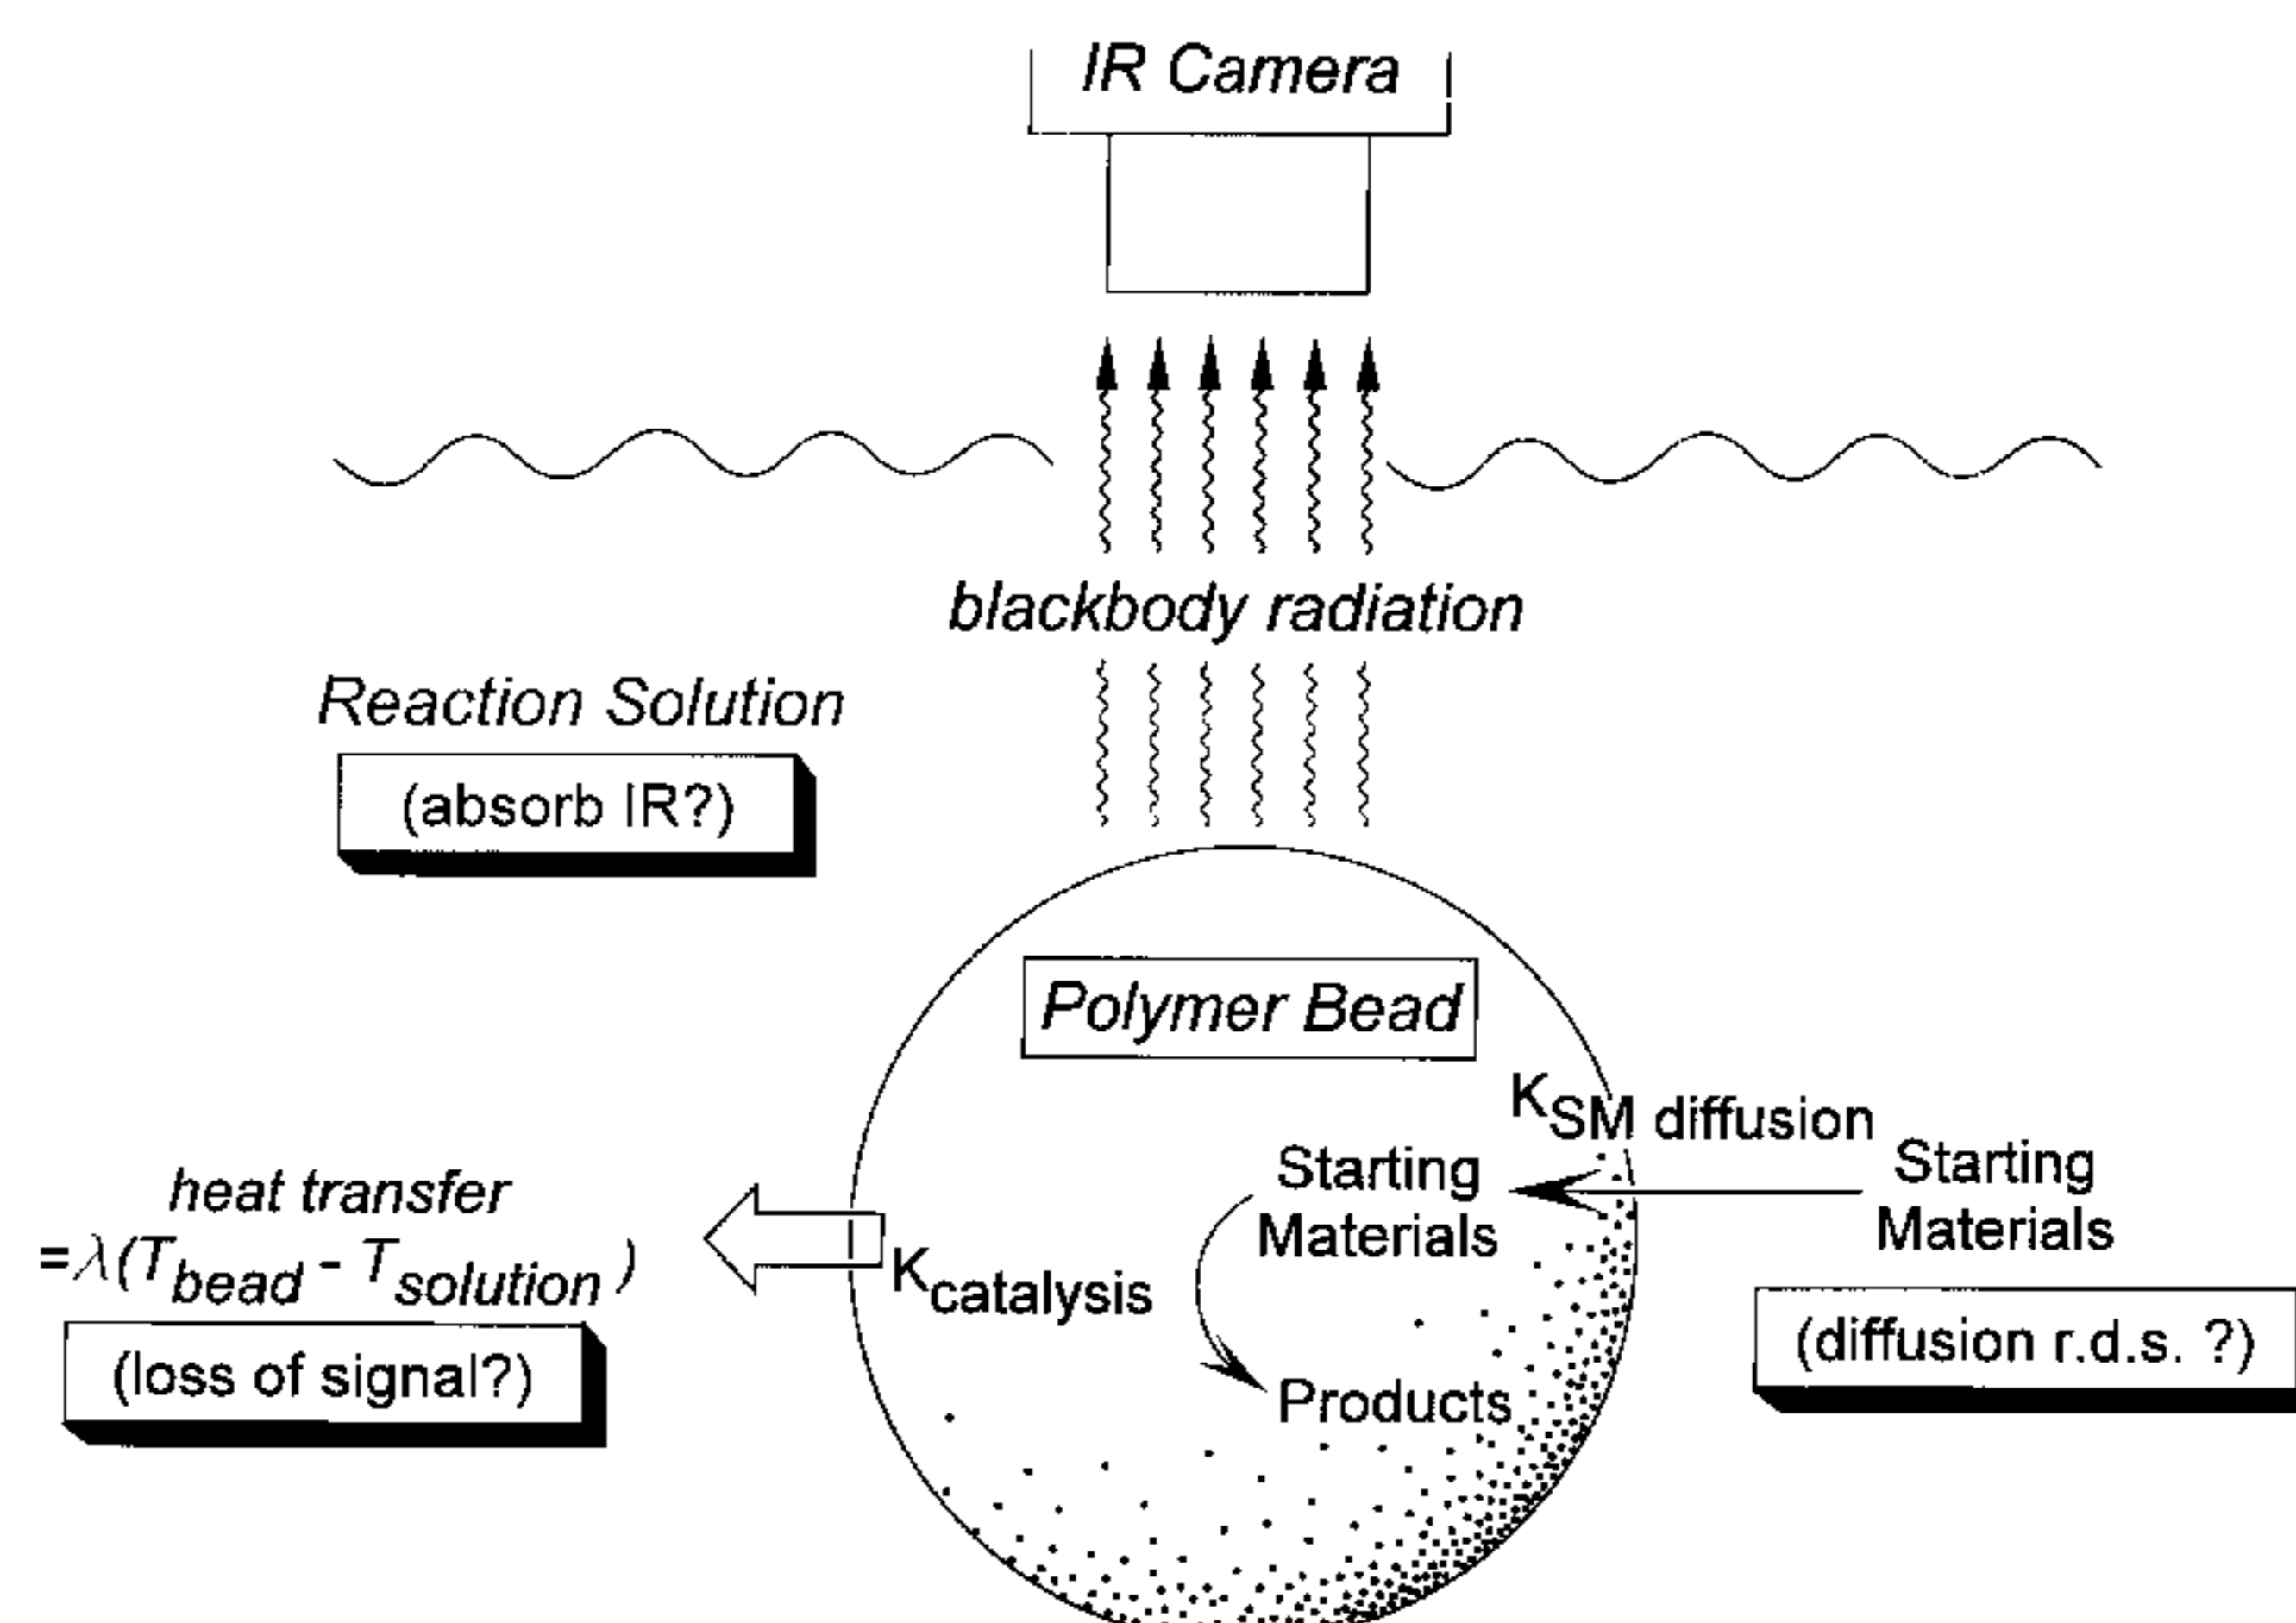 IR Camera
blackbody radiation
Reaction Solution
(absorb IR?)
Polymer Bead
K_SM diffusion
Starting
Materials
Starting
Materials
(diffusion r.d.s. ?)
heat transfer
=λ(T_bead - T_solution)
(loss of signal?)
K_catalysis
Products